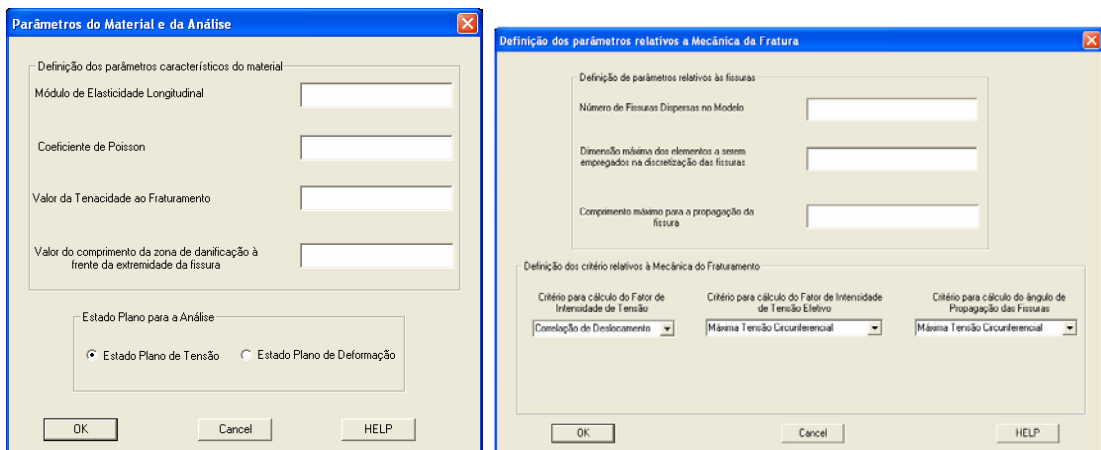 Parâmetros do Material e da Análise
Definição dos parâmetros característicos do material
Módulo de Elasticidade Longitudinal
Coeficiente de Poisson
Valor da Tenacidade ao Fraturamento
Valor do comprimento da zona de danificação à
frente da extremidade da fissura
Estado Plano para a Análise
Estado Plano de Tensão
Estado Plano de Deformação
OK
Cancel
HELP
Definição dos parâmetros relativos a Mecânica da Fratura
Definição de parâmetros relativos às fissuras
Número de Fissuras Dispersas no Modelo
Dimensão máxima dos elementos a serem
empregados na discretização das fissuras
Comprimento máximo para a propagação da
fissura
Definição dos critério relativos à Mecânica do Fraturamento
Critério para cálculo do Fator de
Intensidade de Tensão
Correlação de Deslocamento
Critério para cálculo do Fator de Intensidade
de Tensão Efetivo
Máxima Tensão Circunferencial
Critério para cálculo do ângulo de
Propagação das Fissuras
Máxima Tensão Circunferencial
OK
Cancel
HELP